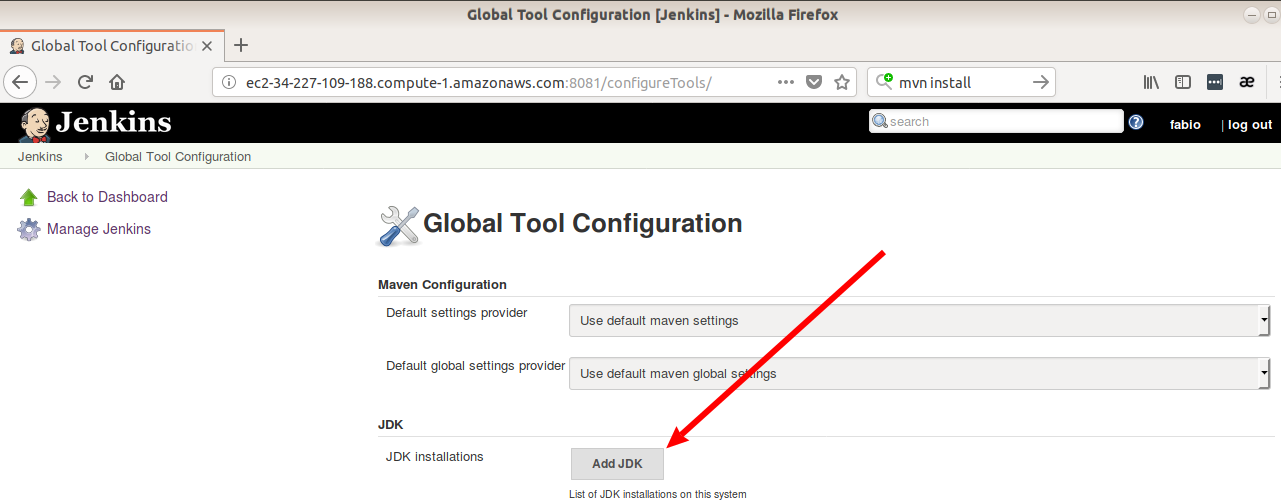 Global Tool Configuration [Jenkins] - Mozilla Firefox
Global Tool Configuratio
ec2-34-227-109-188.compute-1.amazonaws.com:8081/configureTools/
mvn install
æ
Jenkins
search
fabio
| log out
Jenkins
Global Tool Configuration
Back to Dashboard
Manage Jenkins
Global Tool Configuration
Maven Configuration
Default settings provider
Use default maven settings
Default global settings provider
Use default maven global settings
JDK
JDK installations
Add JDK
List of JDK installations on this system